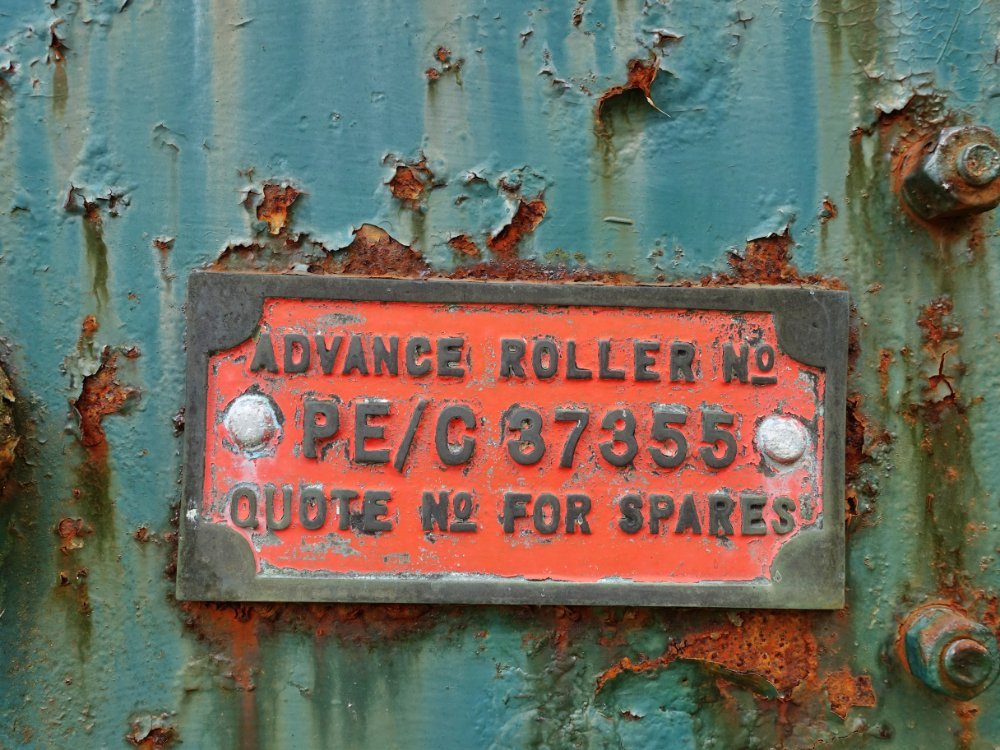 ADVANCE ROLLER Nº
PE/G 37355
QUOTE Nº FOR SPARES